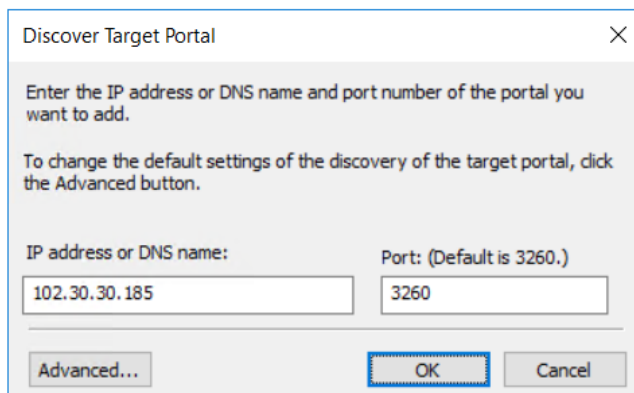 Discover Target Portal
Enter the IP address or DNS name and port number of the portal you
want to add.
To change the default settings of the discovery of the target portal, click
the Advanced button.
IP address or DNS name:
Port: (Default is 3260.)
102.30.30.185
3260
Advanced...
OK
Cancel